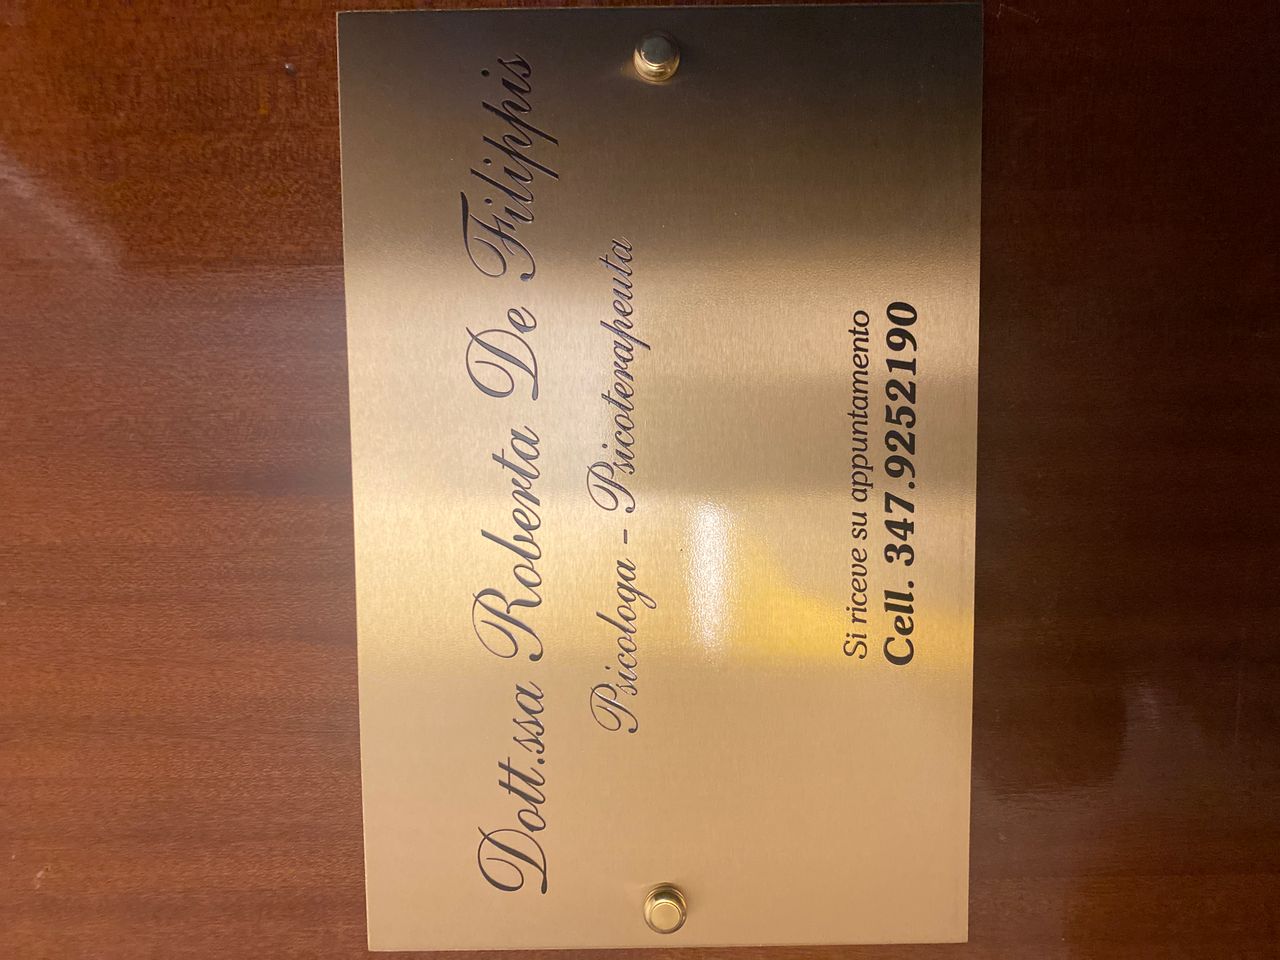 Dott.ssa Roberta De Filippis
Psicologa - Psicoterapeuta
Si riceve su appuntamento
Cell. 347.9252190